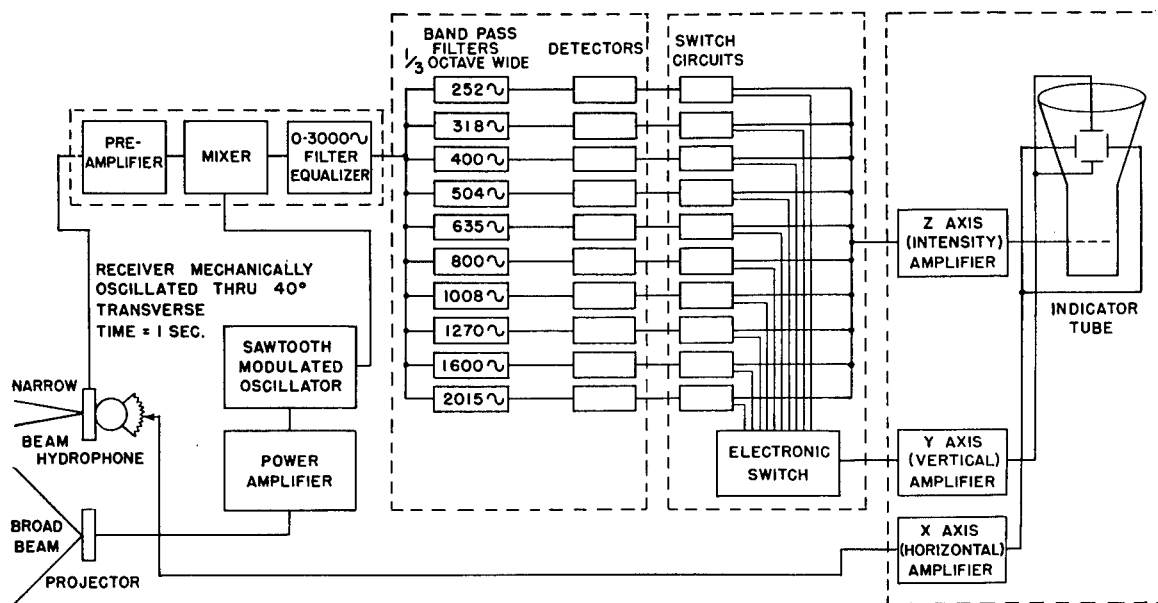 BAND PASS
FILTERS
1/3 OCTAVE WIDE
DETECTORS
SWITCH
CIRCUITS
252∿
318∿
400∿
504∿
635∿
800∿
1008∿
1270∿
1600∿
2015∿
PRE-
AMPLIFIER
MIXER
0-3000∿
FILTER
EQUALIZER
RECEIVER MECHANICALLY
OSCILLATED THRU 40°
TRANSVERSE
TIME = 1 SEC.
SAWTOOTH
MODULATED
OSCILLATOR
NARROW
BEAM
HYDROPHONE
POWER
AMPLIFIER
BROAD
BEAM
PROJECTOR
ELECTRONIC
SWITCH
Z AXIS
(INTENSITY)
AMPLIFIER
INDICATOR
TUBE
Y AXIS
(VERTICAL)
AMPLIFIER
X AXIS
(HORIZONTAL)
AMPLIFIER